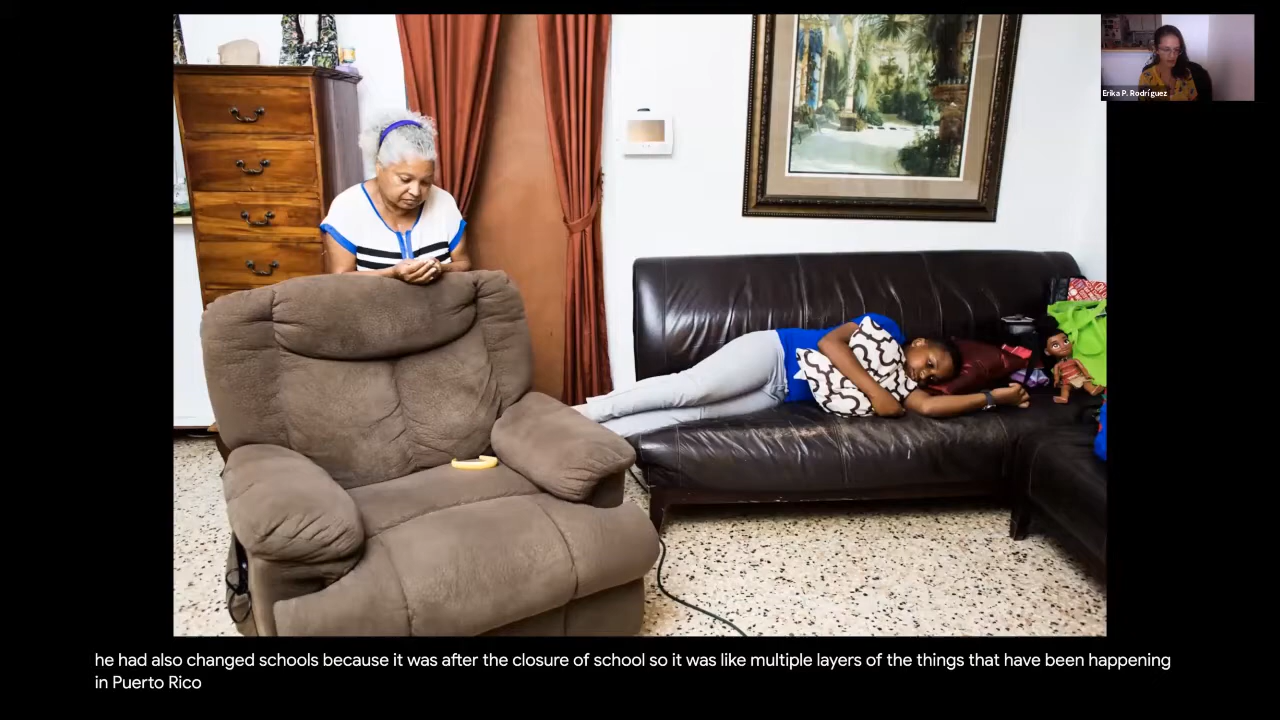 Erika P. Rodríguez
he had also changed schools because it was after the closure of school so it was like multiple layers of the things that have been happening
in Puerto Rico